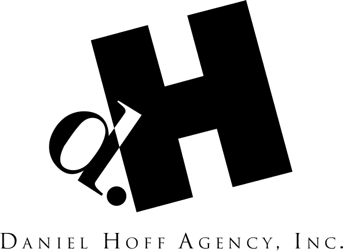 d.H
DANIEL HOFF AGENCY, INC.